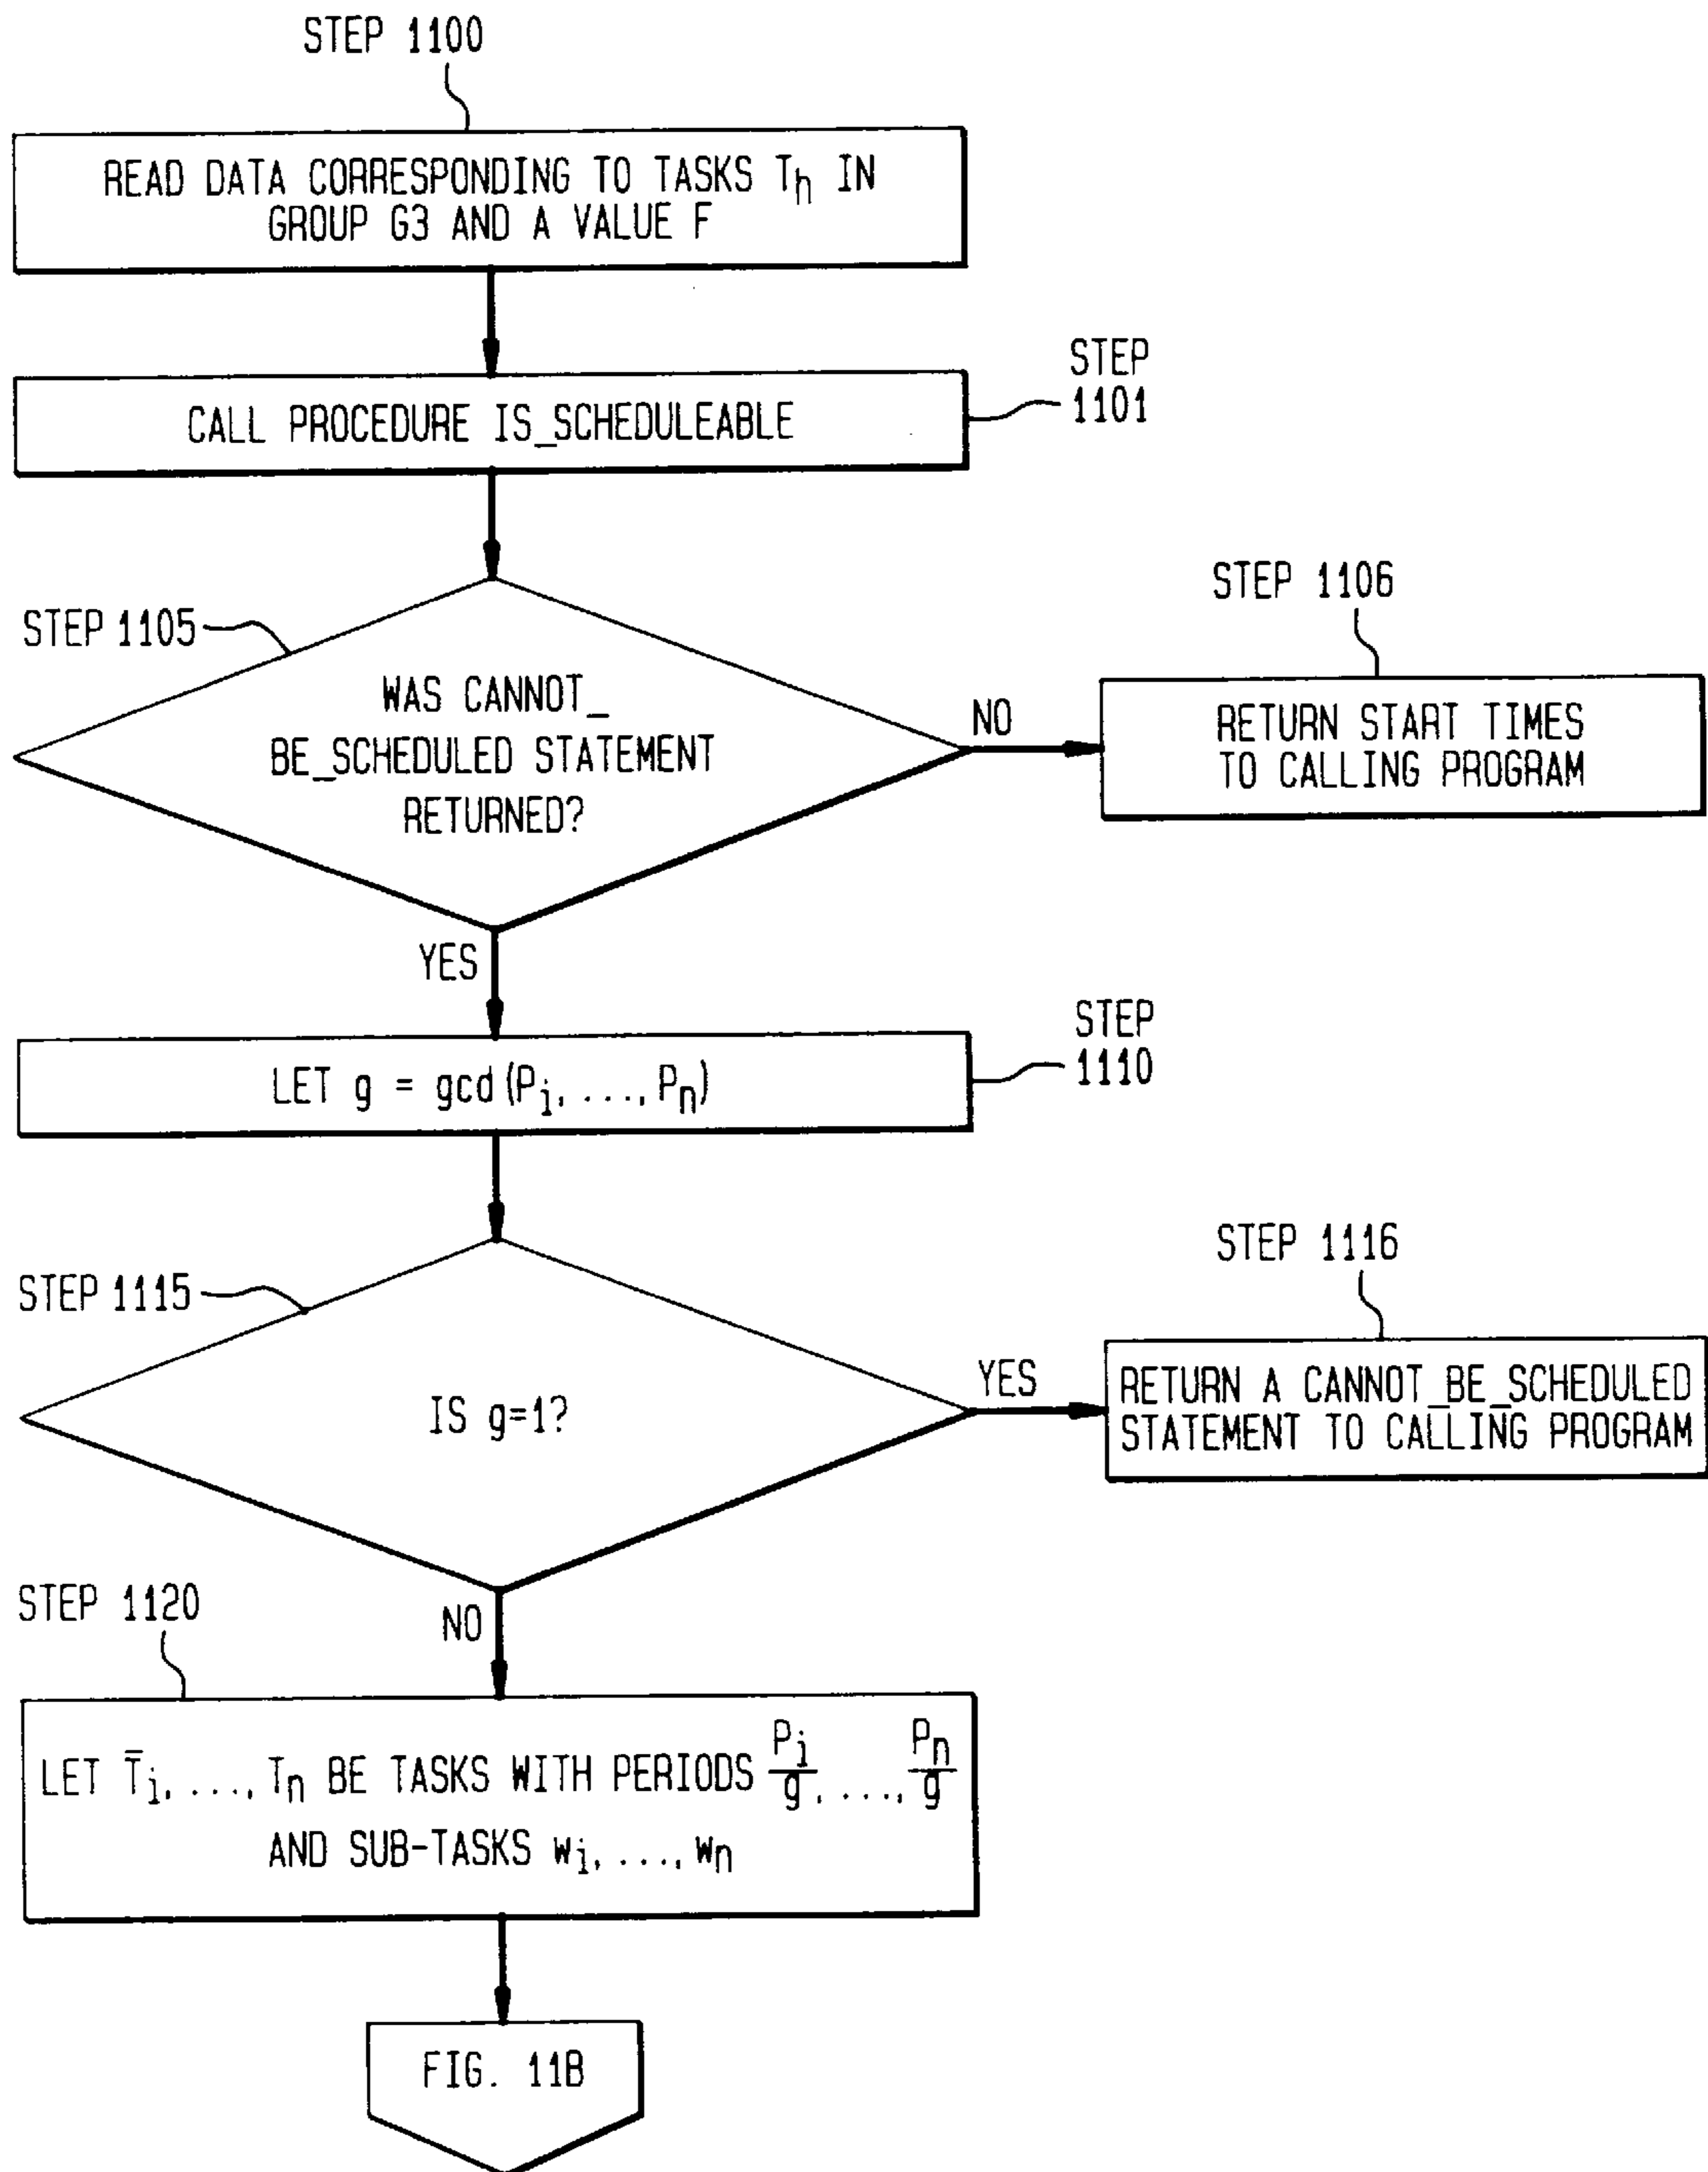 STEP 1100
READ DATA CORRESPONDING TO TASKS Th IN
GROUP G3 AND A VALUE F
STEP
1101
CALL PROCEDURE IS_SCHEDULEABLE
STEP 1105
WAS CANNOT_
BE_SCHEDULED STATEMENT
RETURNED?
NO
STEP 1106
RETURN START TIMES
TO CALLING PROGRAM
YES
STEP
1110
LET g = gcd(Pi, ..., Pn)
STEP 1115
IS g=1?
YES
STEP 1116
RETURN A CANNOT_BE_SCHEDULED
STATEMENT TO CALLING PROGRAM
NO
STEP 1120
LET T̄i, ..., Tn BE TASKS WITH PERIODS Pi/g, ..., Pn/g
AND SUB-TASKS wi, ..., wn
FIG. 11B